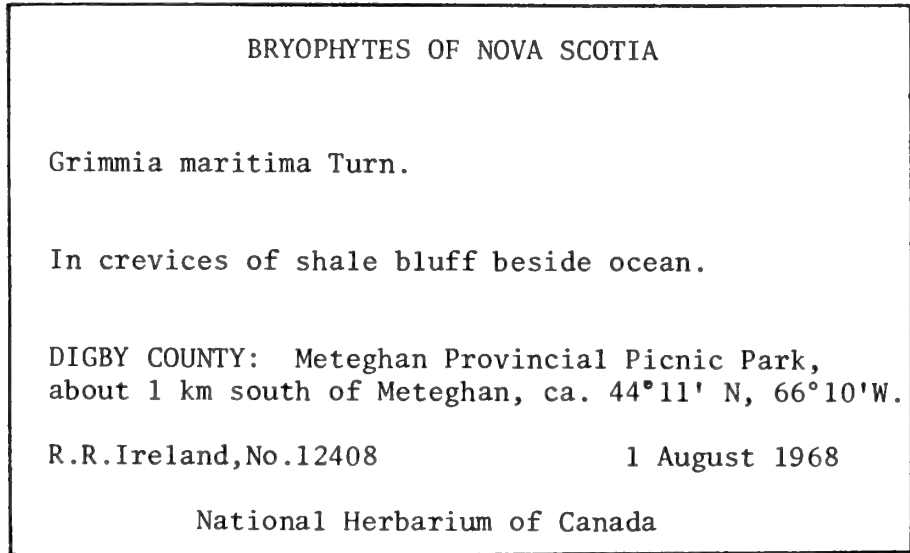 BRYOPHYTES OF NOVA SCOTIA
Grimmia maritima Turn.
In crevices of shale bluff beside ocean.
DIGBY COUNTY: Meteghan Provincial Picnic Park,
about 1 km south of Meteghan, ca. 44°11' N, 66°10'W.
R.R.Ireland,No.12408 1 August 1968
National Herbarium of Canada